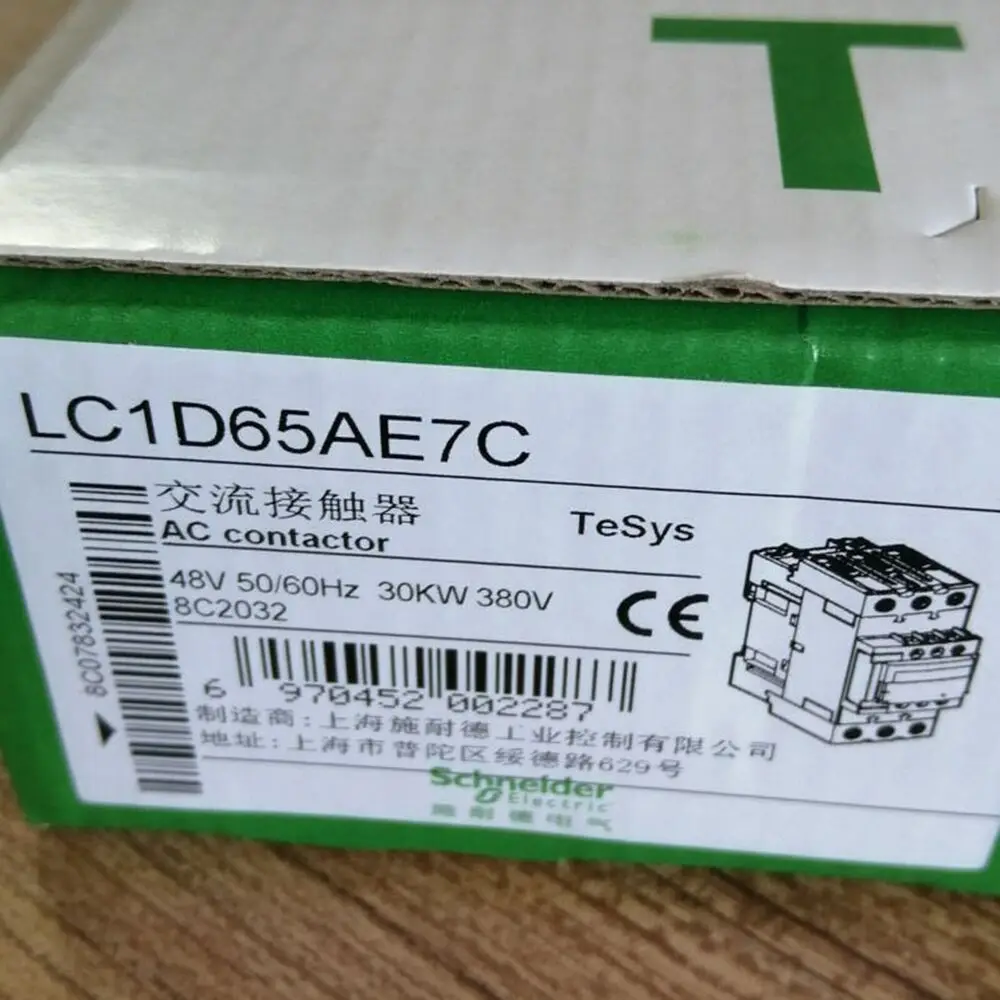 T
LC1D65AE7C
交流接触器
AC contactor
TeSys
48V 50/60Hz 30KW 380V
8C2032
CE
8C07832424
6 970452 002287
制造商:上海施耐德工业控制有限公司
地址:上海市普陀区绥德路629号
Schneider
Electric
施耐德电气